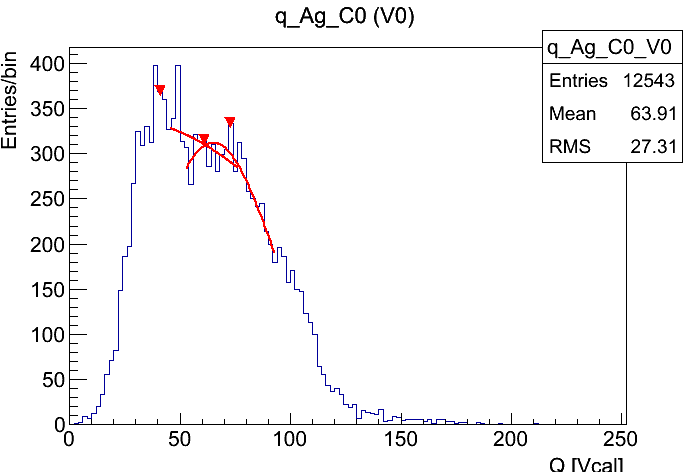 q_Ag_C0 (V0)
q_Ag_C0_V0
Entries 12543
Mean 63.91
RMS 27.31
Entries/bin
400
350
300
250
200
150
100
50
0
0 50 100 150 200 250
Q [Vcal]